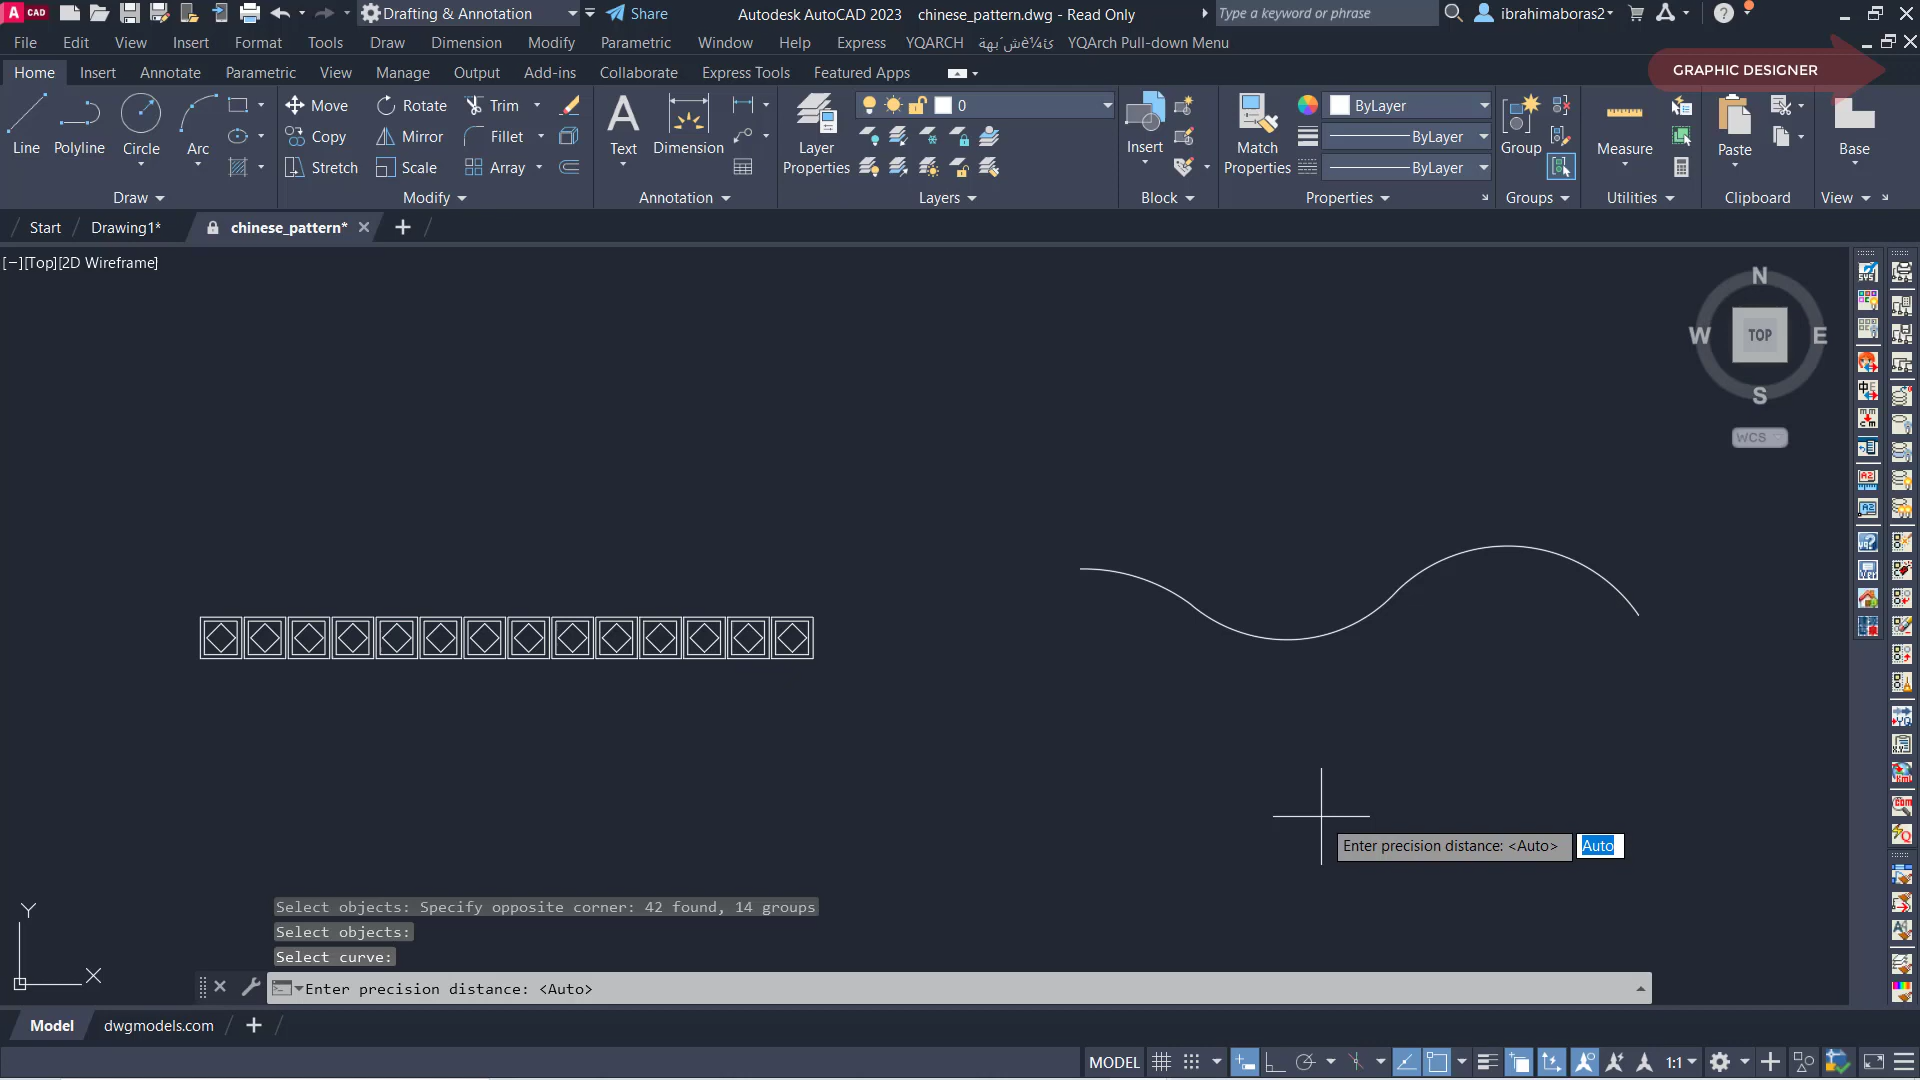 A CAD
Drafting & Annotation
Share
Autodesk AutoCAD 2023 chinese_pattern.dwg - Read Only
Type a keyword or phrase
ibrahimaboras2
File Edit View Insert Format Tools Draw Dimension Modify Parametric Window Help Express YQARCH YQArch Pull-down Menu
GRAPHIC DESIGNER
Home Insert Annotate Parametric View Manage Output Add-ins Collaborate Express Tools Featured Apps
Line Polyline Circle Arc
Move Rotate Trim
Copy Mirror Fillet
Stretch Scale Array
Text Dimension
Layer Properties
0
Insert
Match Properties
ByLayer
ByLayer
ByLayer
Group
Measure
Paste
Base
Draw Modify Annotation Layers Block Properties Groups Utilities Clipboard View
Start Drawing1* chinese_pattern*
[−][Top][2D Wireframe]
N
W TOP E
S
WCS
Enter precision distance: <Auto> Auto
Y
X
Select objects: Specify opposite corner: 42 found, 14 groups
Select objects:
Select curve:
Enter precision distance: <Auto>
Model dwgmodels.com
MODEL 1:1